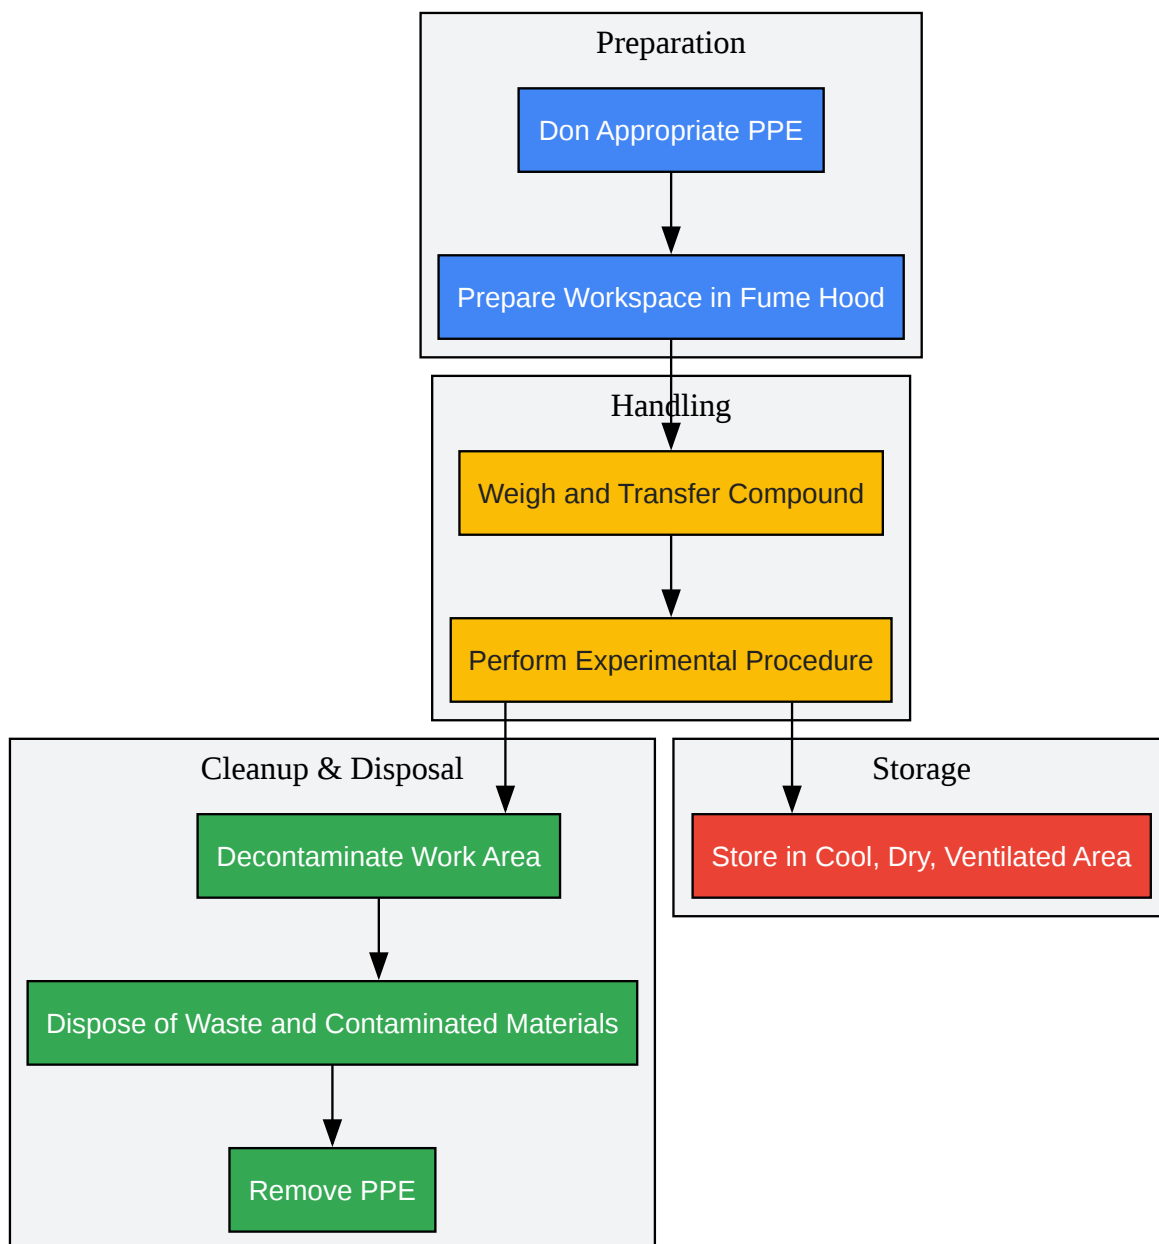 Preparation
Don Appropriate PPE
Prepare Workspace in Fume Hood
Handling
Weigh and Transfer Compound
Perform Experimental Procedure
Cleanup & Disposal
Decontaminate Work Area
Dispose of Waste and Contaminated Materials
Remove PPE
Storage
Store in Cool, Dry, Ventilated Area